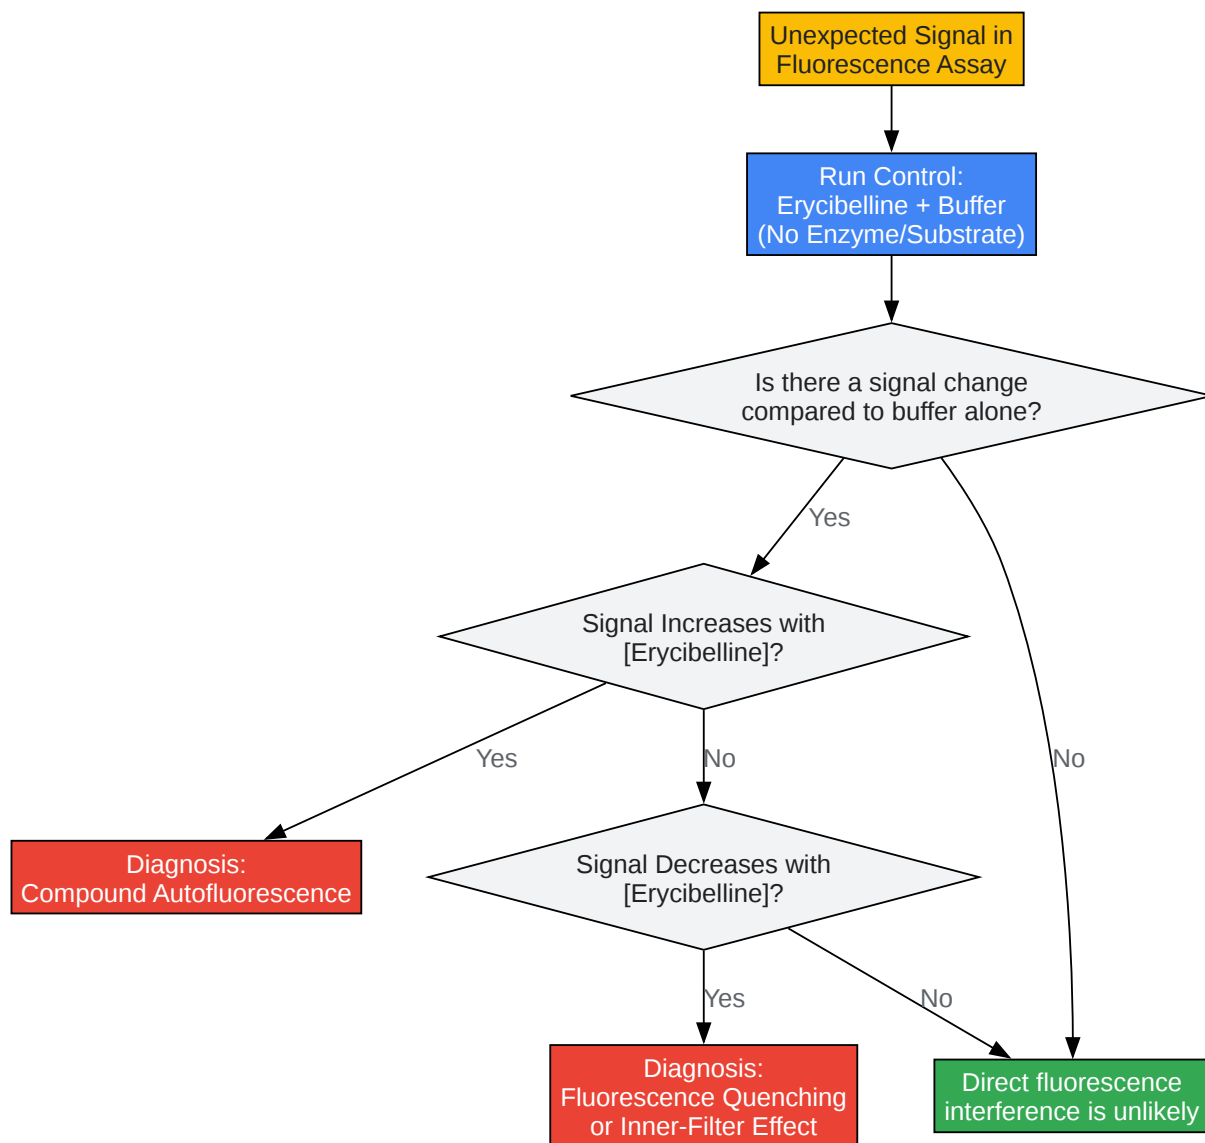 Unexpected Signal in
Fluorescence Assay
Run Control:
Erycibelline + Buffer
(No Enzyme/Substrate)
Is there a signal change
compared to buffer alone?
Yes
Signal Increases with
[Erycibelline]?
Yes
No
No
Diagnosis:
Compound Autofluorescence
Signal Decreases with
[Erycibelline]?
Yes
No
Diagnosis:
Fluorescence Quenching
or Inner-Filter Effect
Direct fluorescence
interference is unlikely